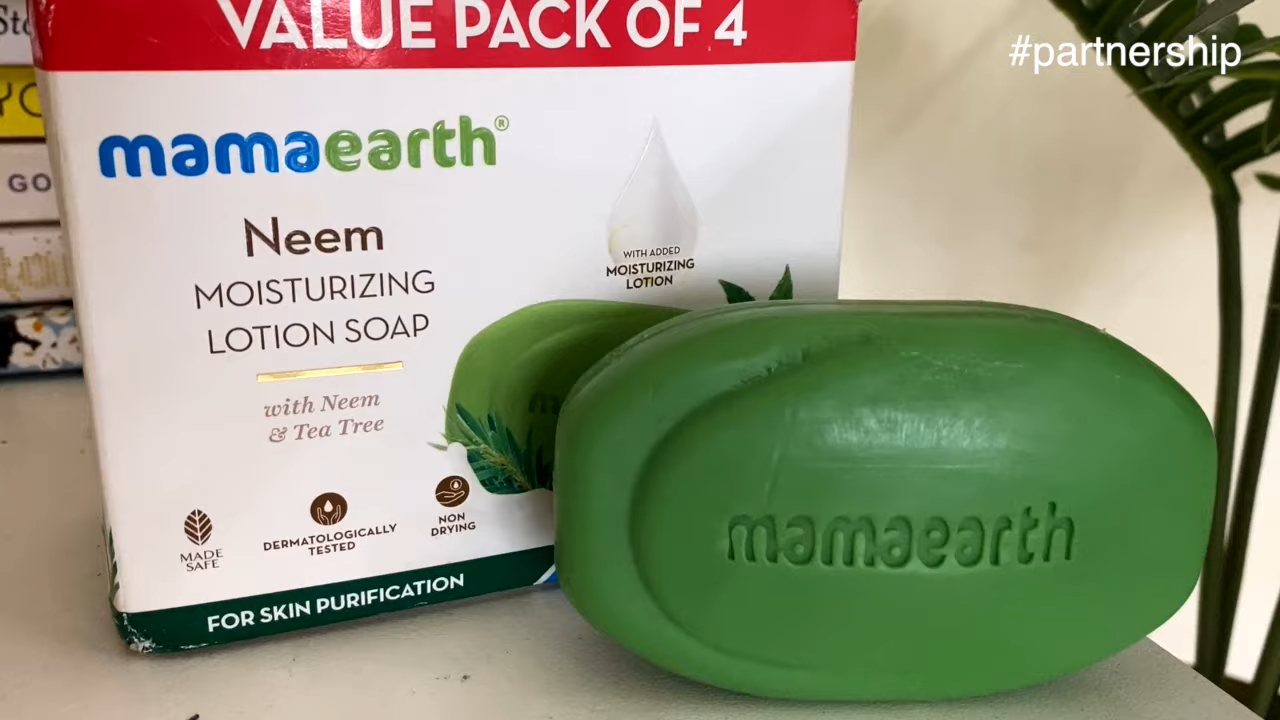 VALUE PACK OF 4
#partnership
mamaearth®
Neem
MOISTURIZING
LOTION SOAP
with Neem
& Tea Tree
WITH ADDED
MOISTURIZING
LOTION
MADE
SAFE
DERMATOLOGICALLY
TESTED
NON
DRYING
FOR SKIN PURIFICATION
mamaearth
GO